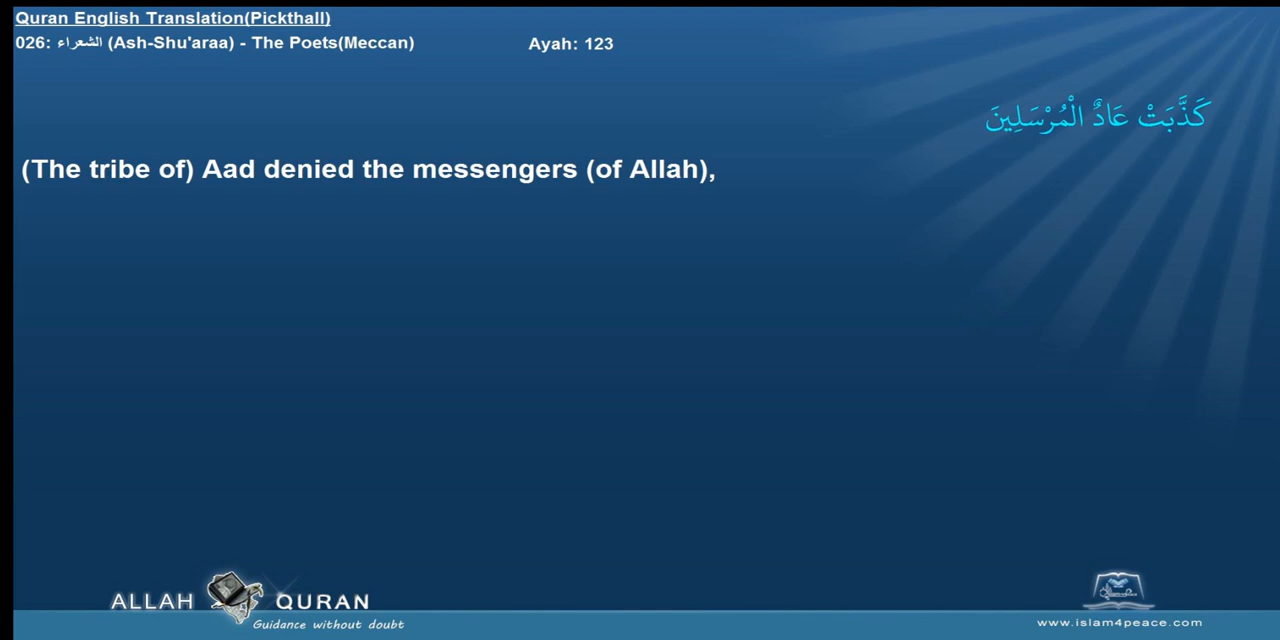 Quran English Translation(Pickthall)
026: الشعراء (Ash-Shu'araa) - The Poets(Meccan) Ayah: 123
كَذَّبَتْ عَادٌ الْمُرْسَلِينَ
(The tribe of) Aad denied the messengers (of Allah),
ALLAH QURAN
Guidance without doubt
www.islam4peace.com